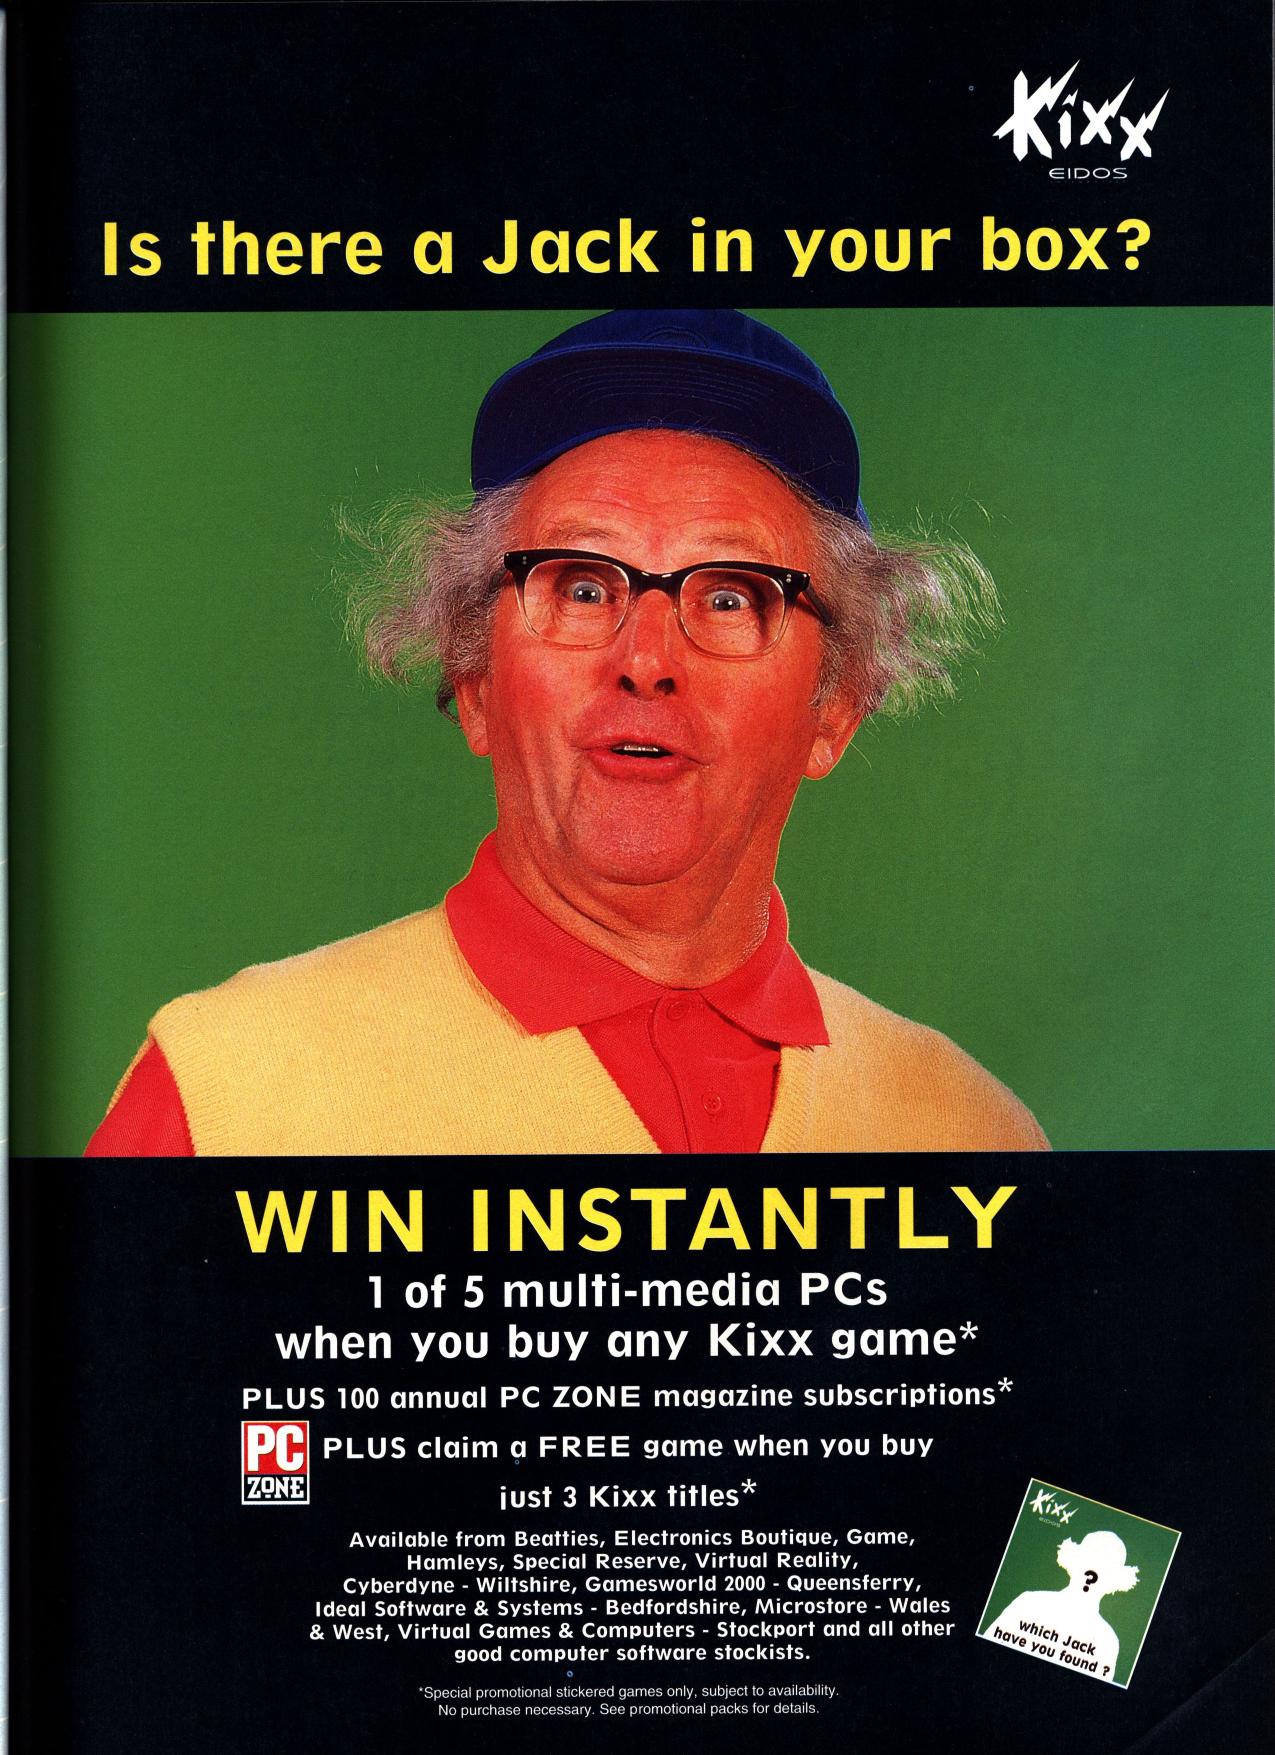 Kixx
EIDOS
Is there a Jack in your box?
WIN INSTANTLY
1 of 5 multi-media PCs
when you buy any Kixx game*
PLUS 100 annual PC ZONE magazine subscriptions*
PC
ZONE
PLUS claim a FREE game when you buy
just 3 Kixx titles*
Available from Beatties, Electronics Boutique, Game,
Hamleys, Special Reserve, Virtual Reality,
Cyberdyne - Wiltshire, Gamesworld 2000 - Queensferry,
Ideal Software & Systems - Bedfordshire, Microstore - Wales
& West, Virtual Games & Computers - Stockport and all other
good computer software stockists.
*Special promotional stickered games only, subject to availability.
No purchase necessary. See promotional packs for details.
Kixx
EIDOS
?
which Jack
have you found ?